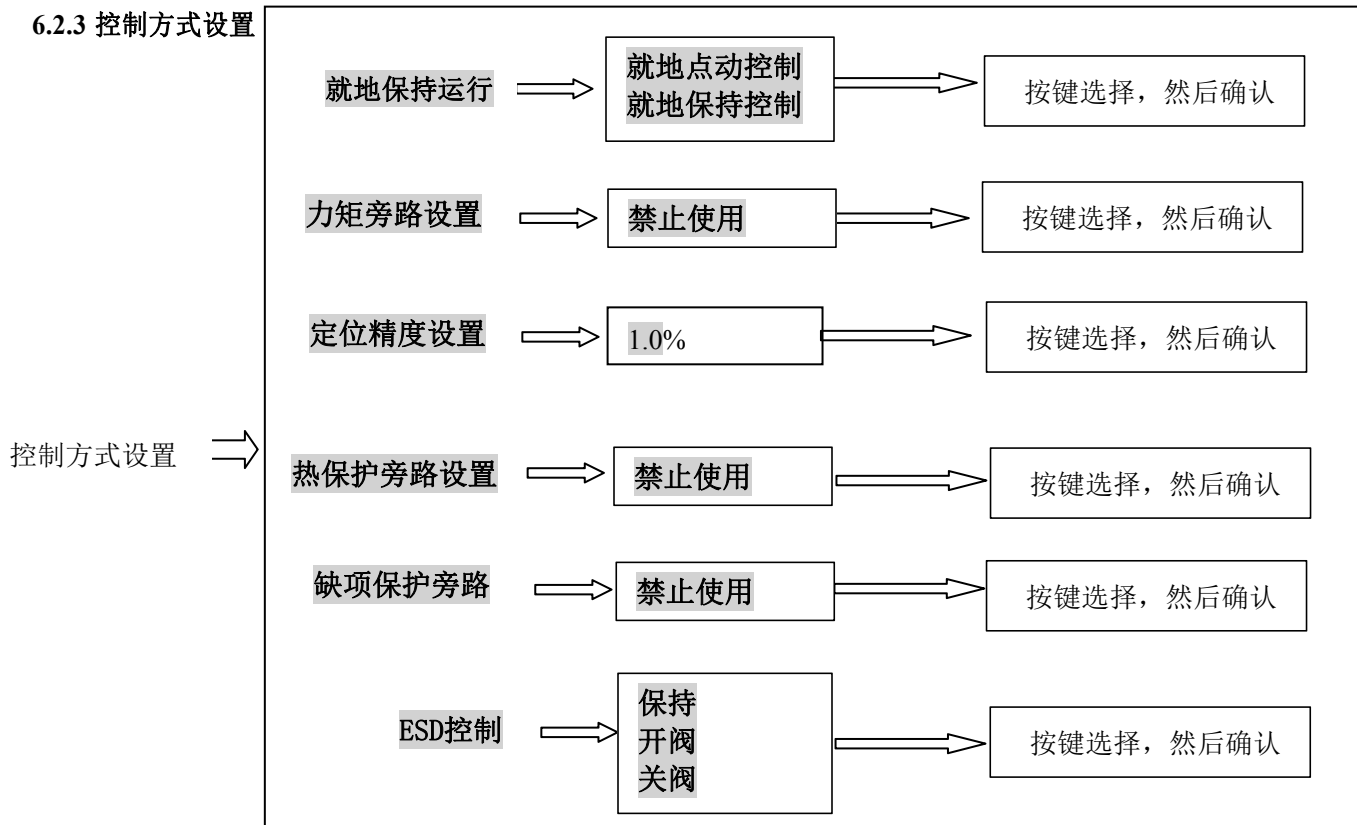 6.2.3 控制方式设置
就地保持运行
就地点动控制
就地保持控制
按键选择，然后确认
力矩旁路设置
禁止使用
按键选择，然后确认
定位精度设置
1.0%
按键选择，然后确认
控制方式设置
热保护旁路设置
禁止使用
按键选择，然后确认
缺项保护旁路
禁止使用
按键选择，然后确认
ESD控制
保持
开阀
关阀
按键选择，然后确认